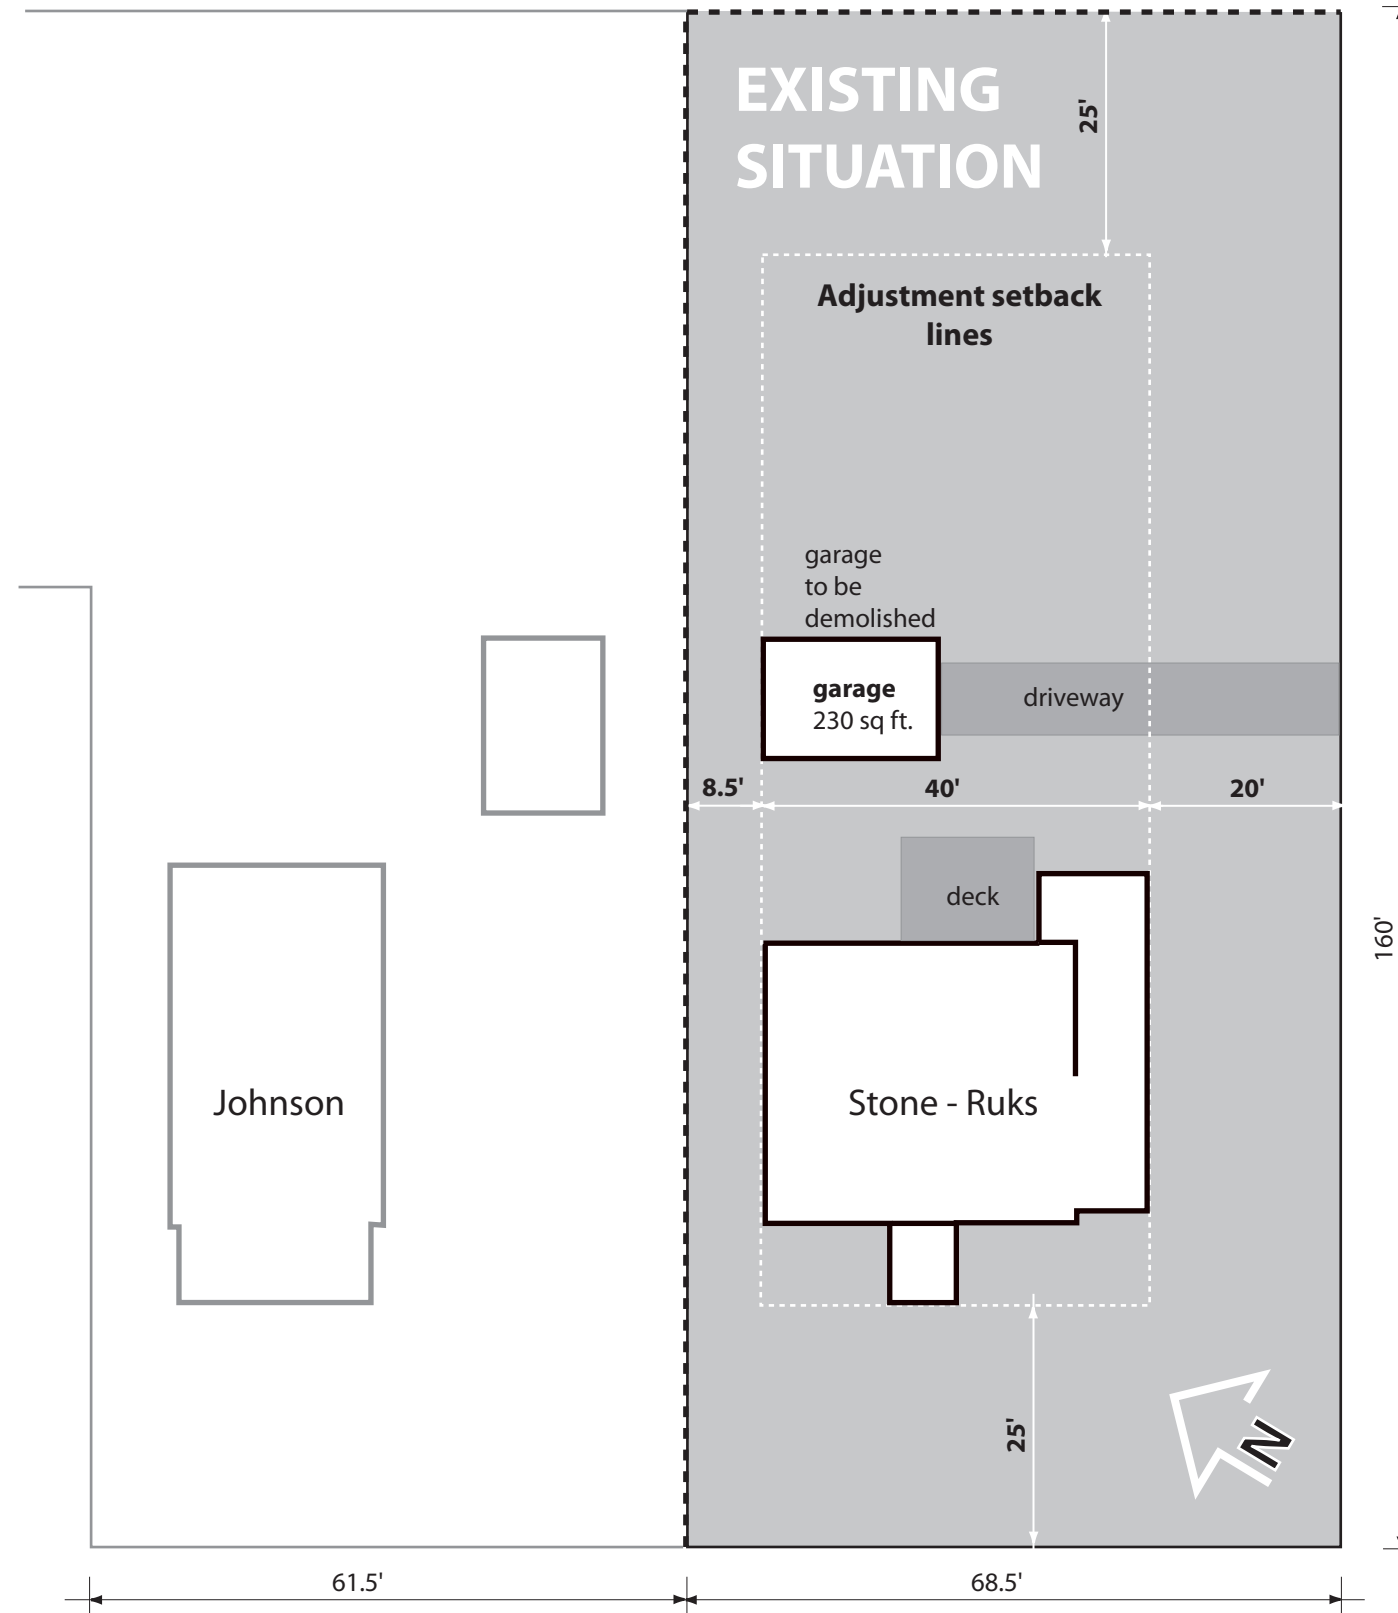 EXISTING
SITUATION
25'
Adjustment setback
lines
garage
to be
demolished
garage
230 sq ft.
driveway
8.5'
40'
20'
deck
160'
Johnson
Stone - Ruks
25'
N
61.5'
68.5'